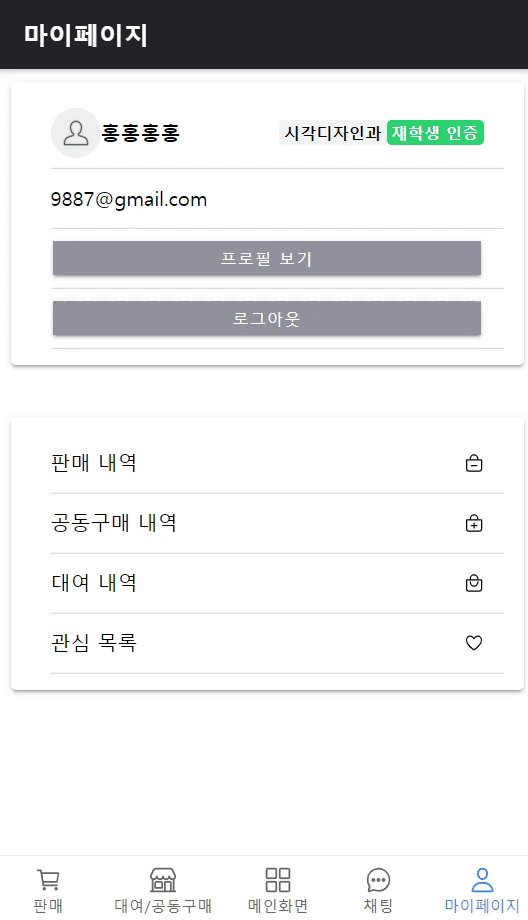 마이페이지
홍홍홍홍 시각디자인과 재학생 인증
9887@gmail.com
프로필 보기
로그아웃
판매 내역
공동구매 내역
대여 내역
관심 목록
판매 대여/공동구매 메인화면 채팅 마이페이지